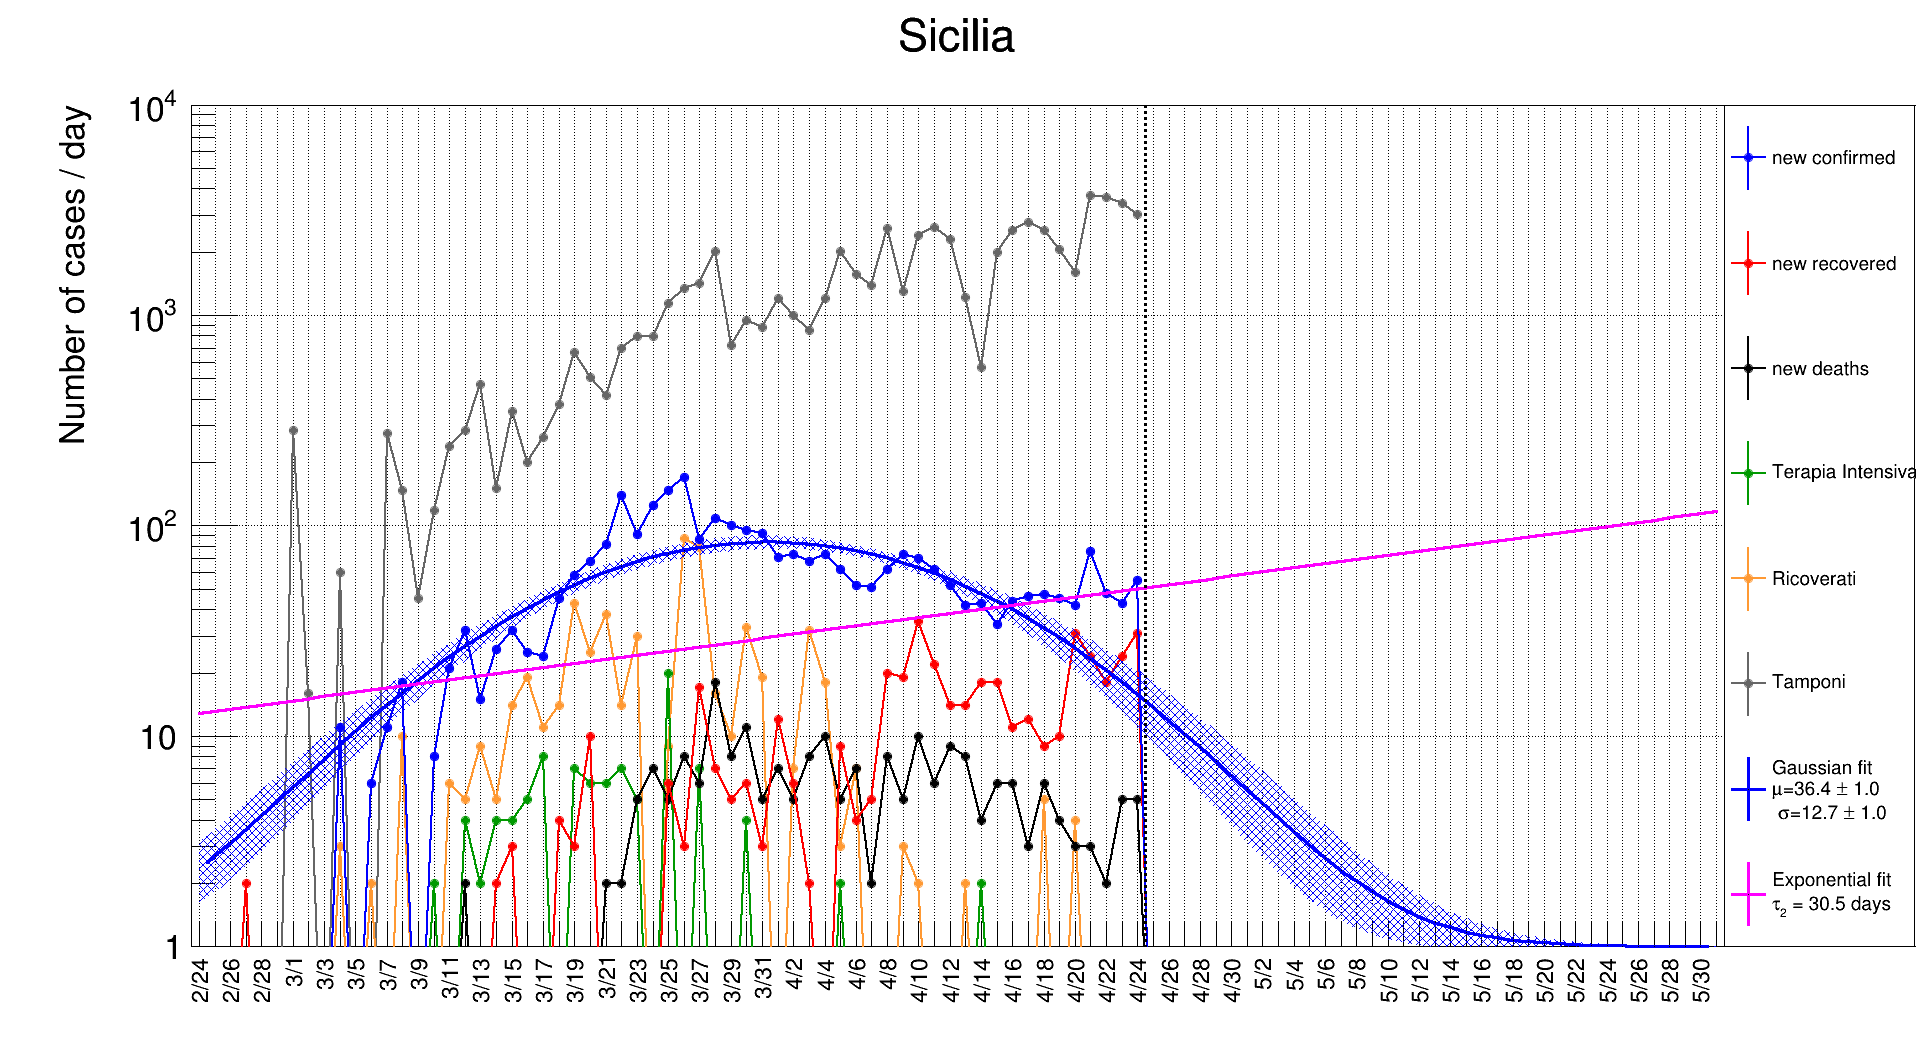 Sicilia
Number of cases / day
10^4
10^3
10^2
10
1
2/24 2/26 2/28 3/1 3/3 3/5 3/7 3/9 3/11 3/13 3/15 3/17 3/19 3/21 3/23 3/25 3/27 3/29 3/31 4/2 4/4 4/6 4/8 4/10 4/12 4/14 4/16 4/18 4/20 4/22 4/24 4/26 4/28 4/30 5/2 5/4 5/6 5/8 5/10 5/12 5/14 5/16 5/18 5/20 5/22 5/24 5/26 5/28 5/30
new confirmed
new recovered
new deaths
Terapia Intensiva
Ricoverati
Tamponi
Gaussian fit
μ=36.4 ± 1.0
σ=12.7 ± 1.0
Exponential fit
τ_2 = 30.5 days